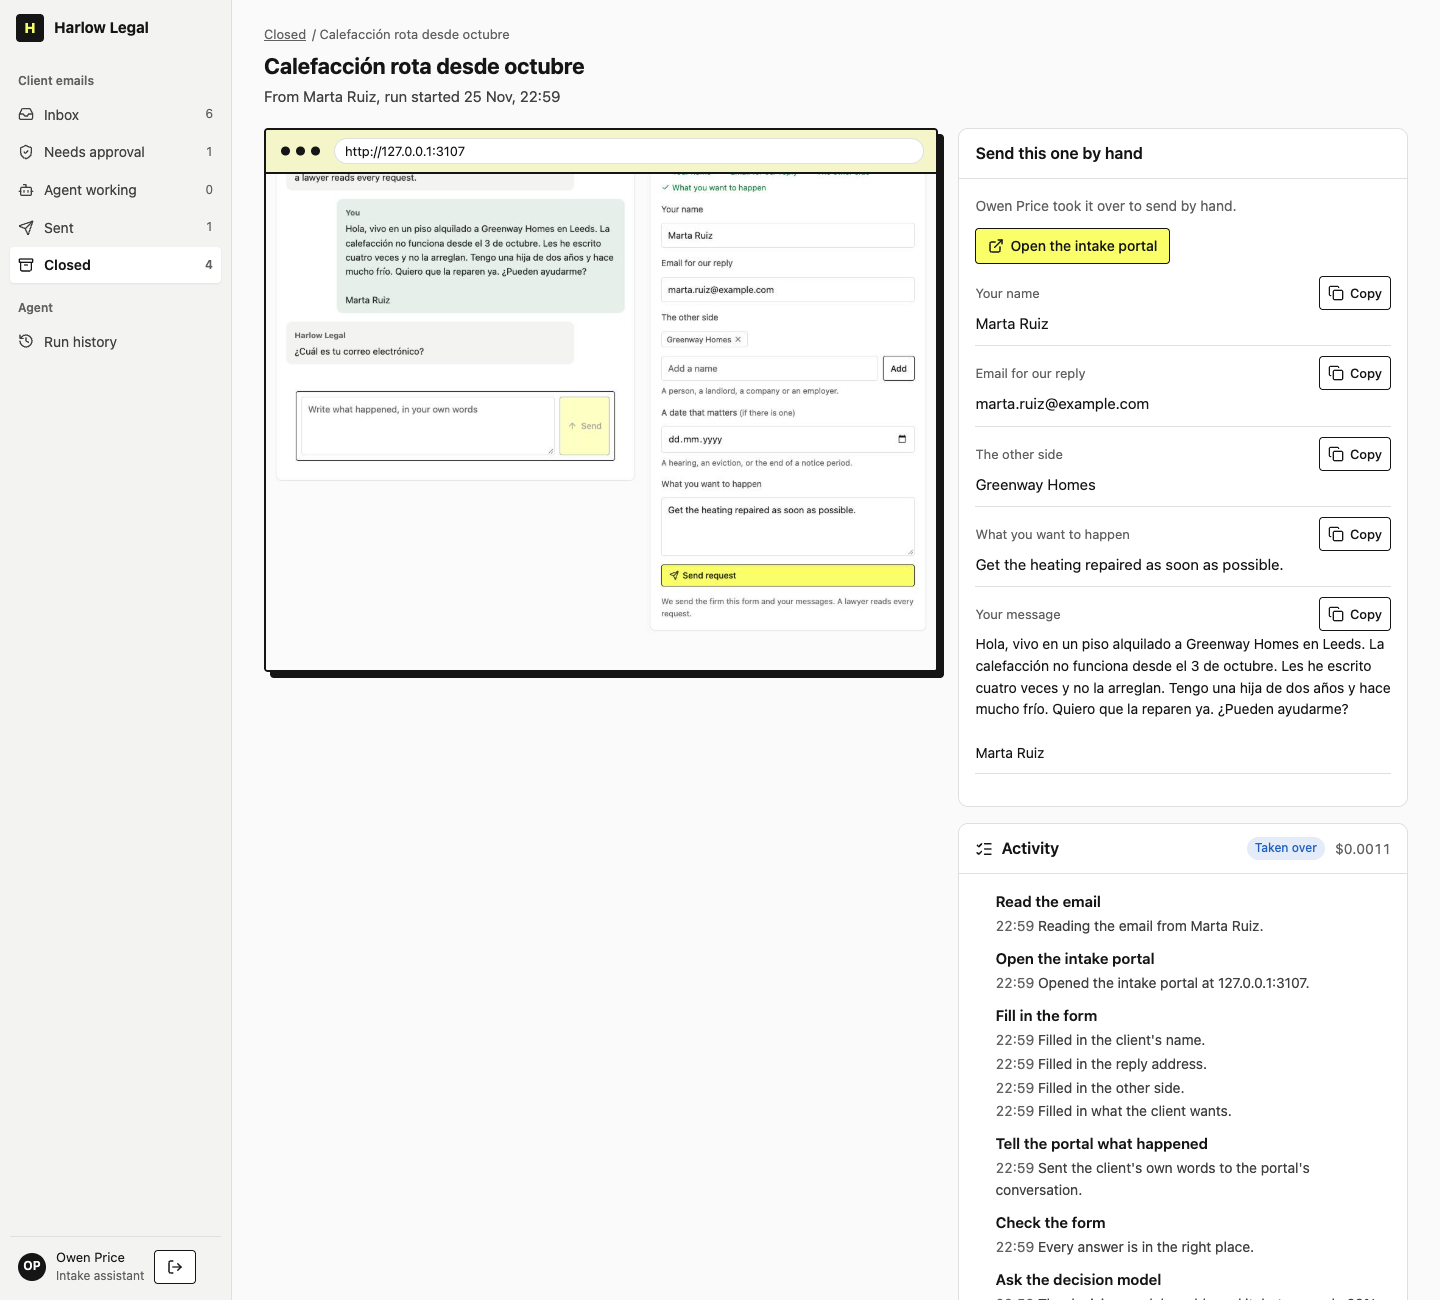 H Harlow Legal
Client emails
Inbox 6
Needs approval 1
Agent working 0
Sent 1
Closed 4
Agent
Run history
OP Owen Price
Intake assistant
Closed / Calefacción rota desde octubre
Calefacción rota desde octubre
From Marta Ruiz, run started 25 Nov, 22:59
http://127.0.0.1:3107
a lawyer reads every request.
You
Hola, vivo en un piso alquilado a Greenway Homes en Leeds. La
calefacción no funciona desde el 3 de octubre. Les he escrito
cuatro veces y no la arreglan. Tengo una hija de dos años y hace
mucho frío. Quiero que la reparen ya. ¿Pueden ayudarme?
Marta Ruiz
Harlow Legal
¿Cuál es tu correo electrónico?
Write what happened, in your own words
Send
What you want to happen
Your name
Marta Ruiz
Email for our reply
marta.ruiz@example.com
The other side
Greenway Homes
Add a name
Add
A person, a landlord, a company or an employer.
A date that matters (if there is one)
dd.mm.yyyy
A hearing, an eviction, or the end of a notice period.
What you want to happen
Get the heating repaired as soon as possible.
Send request
We send the firm this form and your messages. A lawyer reads every
request.
Send this one by hand
Owen Price took it over to send by hand.
Open the intake portal
Your name
Copy
Marta Ruiz
Email for our reply
Copy
marta.ruiz@example.com
The other side
Copy
Greenway Homes
What you want to happen
Copy
Get the heating repaired as soon as possible.
Your message
Copy
Hola, vivo en un piso alquilado a Greenway Homes en Leeds. La
calefacción no funciona desde el 3 de octubre. Les he escrito
cuatro veces y no la arreglan. Tengo una hija de dos años y hace
mucho frío. Quiero que la reparen ya. ¿Pueden ayudarme?
Marta Ruiz
Activity
Taken over
$0.0011
Read the email
22:59 Reading the email from Marta Ruiz.
Open the intake portal
22:59 Opened the intake portal at 127.0.0.1:3107.
Fill in the form
22:59 Filled in the client's name.
22:59 Filled in the reply address.
22:59 Filled in the other side.
22:59 Filled in what the client wants.
Tell the portal what happened
22:59 Sent the client's own words to the portal's
conversation.
Check the form
22:59 Every answer is in the right place.
Ask the decision model